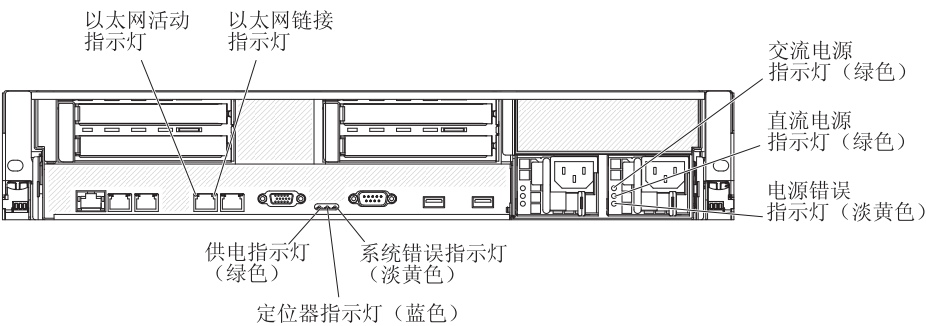 以太网活动
指示灯
以太网链接
指示灯
交流电源
指示灯（绿色）
直流电源
指示灯（绿色）
电源错误
指示灯（淡黄色）
供电指示灯
（绿色）
系统错误指示灯
（淡黄色）
定位器指示灯（蓝色）